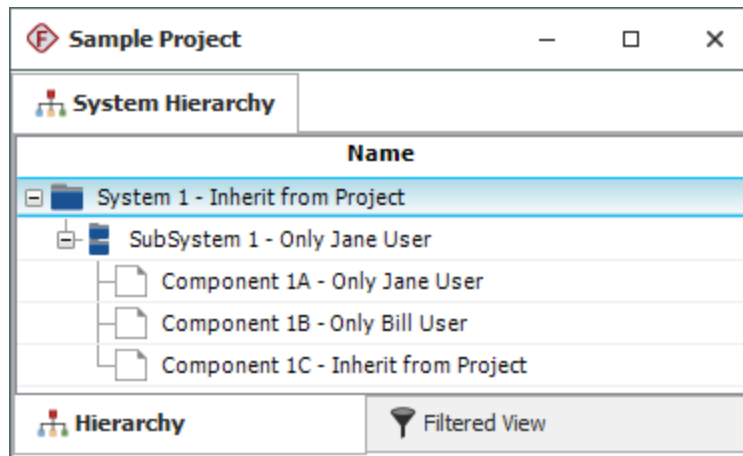 F Sample Project
System Hierarchy
Name
System 1 - Inherit from Project
SubSystem 1 - Only Jane User
Component 1A - Only Jane User
Component 1B - Only Bill User
Component 1C - Inherit from Project
Hierarchy Filtered View